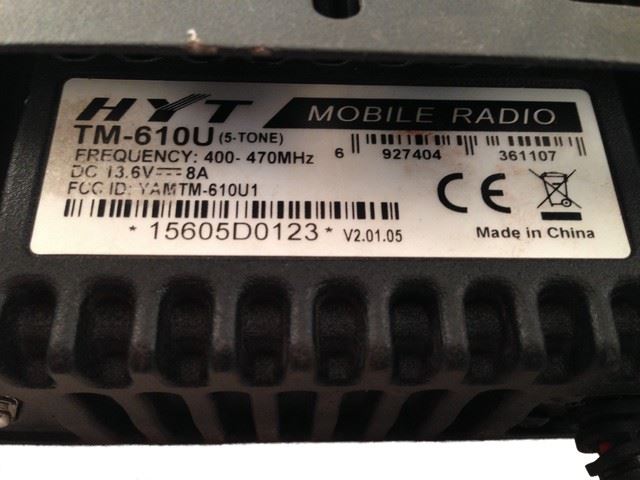 HYT MOBILE RADIO
TM-610U (5-TONE)
FREQUENCY: 400- 470MHz
DC 13.6V⎓ 8A
FCC ID: YAMTM-610U1
6 927404 361107
*15605D0123* V2.01.05
CE
Made in China